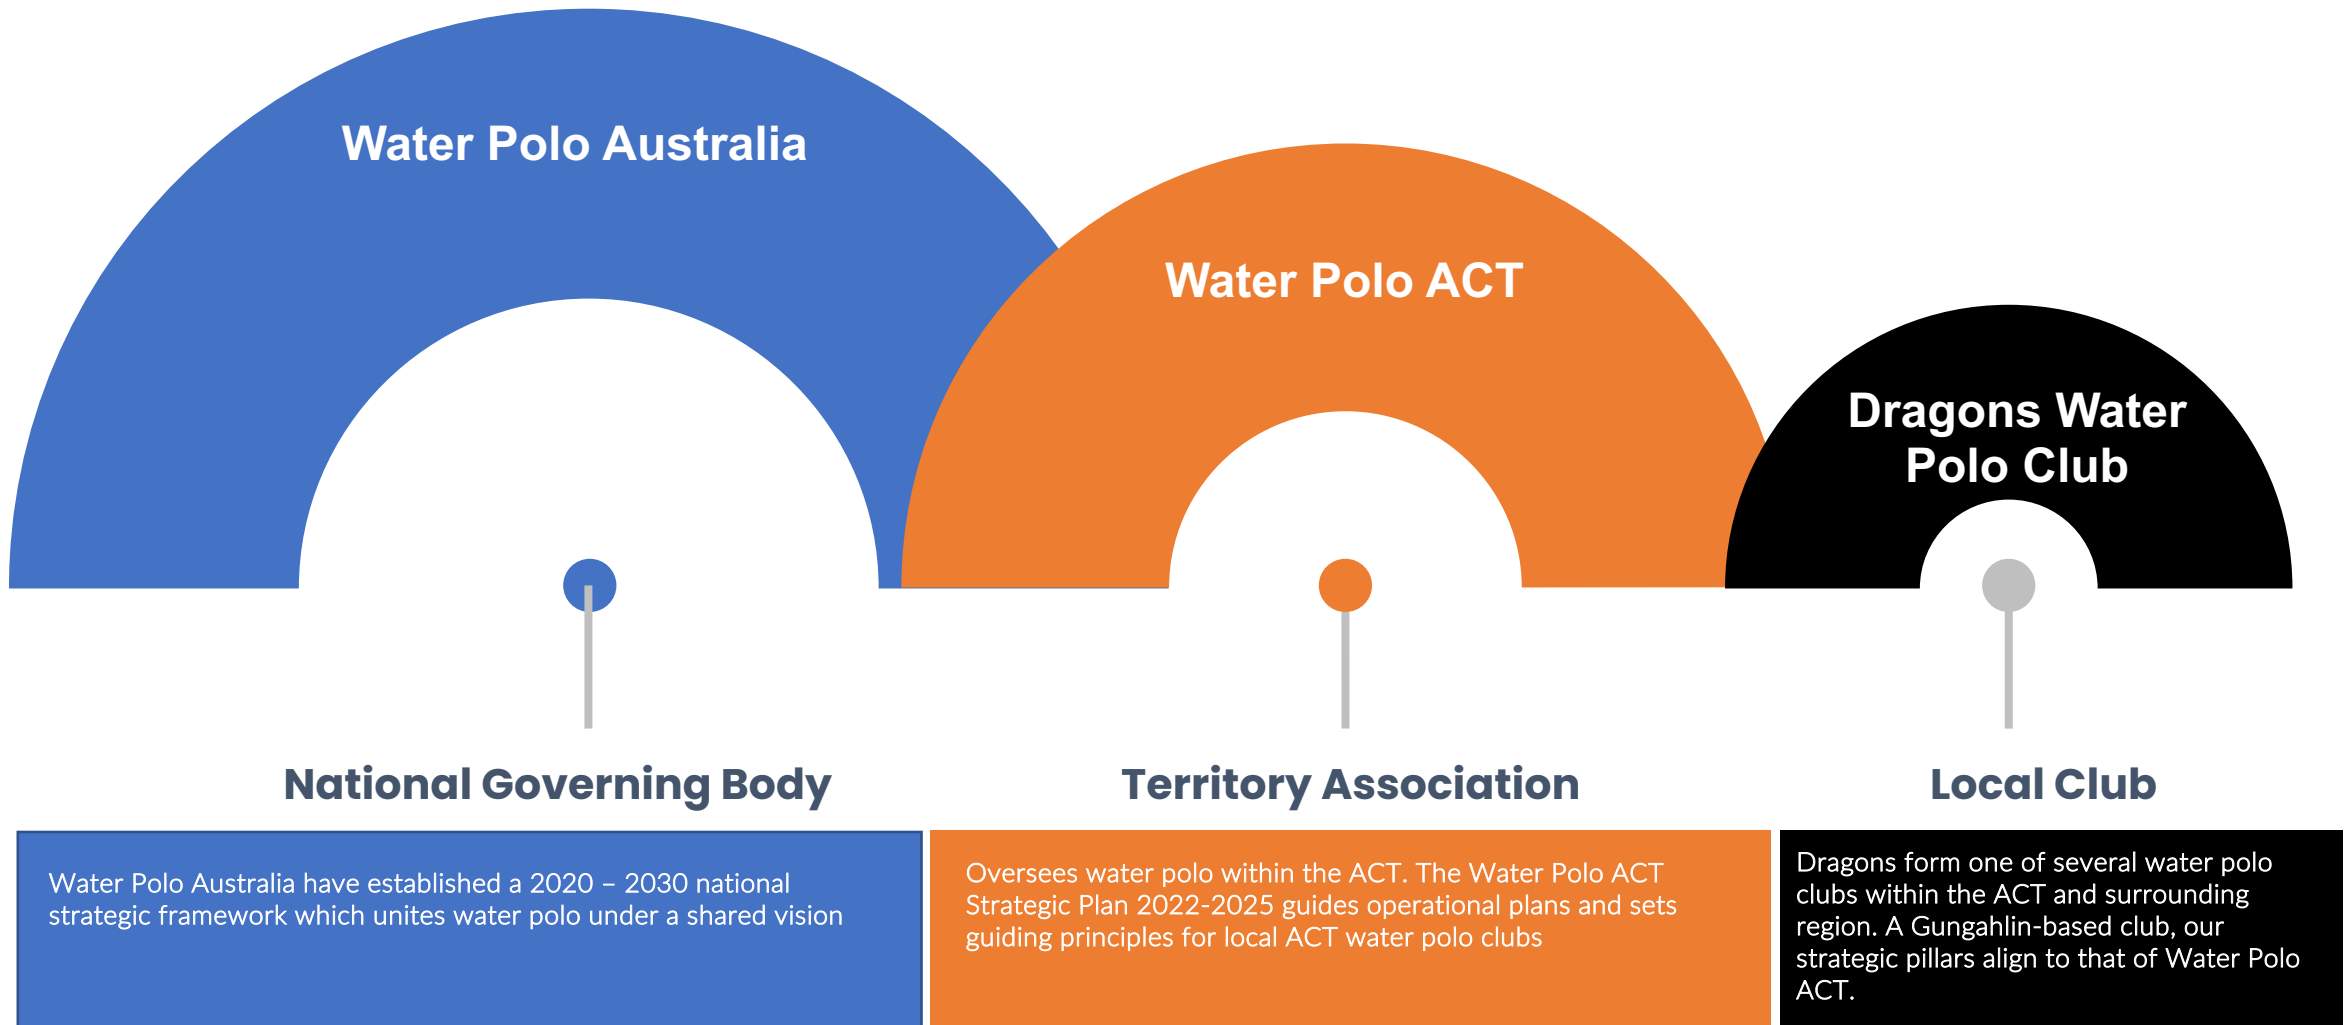 Water Polo Australia
Water Polo ACT
Dragons Water
Polo Club
National Governing Body
Territory Association
Local Club
Water Polo Australia have established a 2020 – 2030 national
strategic framework which unites water polo under a shared vision
Oversees water polo within the ACT. The Water Polo ACT
Strategic Plan 2022-2025 guides operational plans and sets
guiding principles for local ACT water polo clubs
Dragons form one of several water polo
clubs within the ACT and surrounding
region. A Gungahlin-based club, our
strategic pillars align to that of Water Polo
ACT.